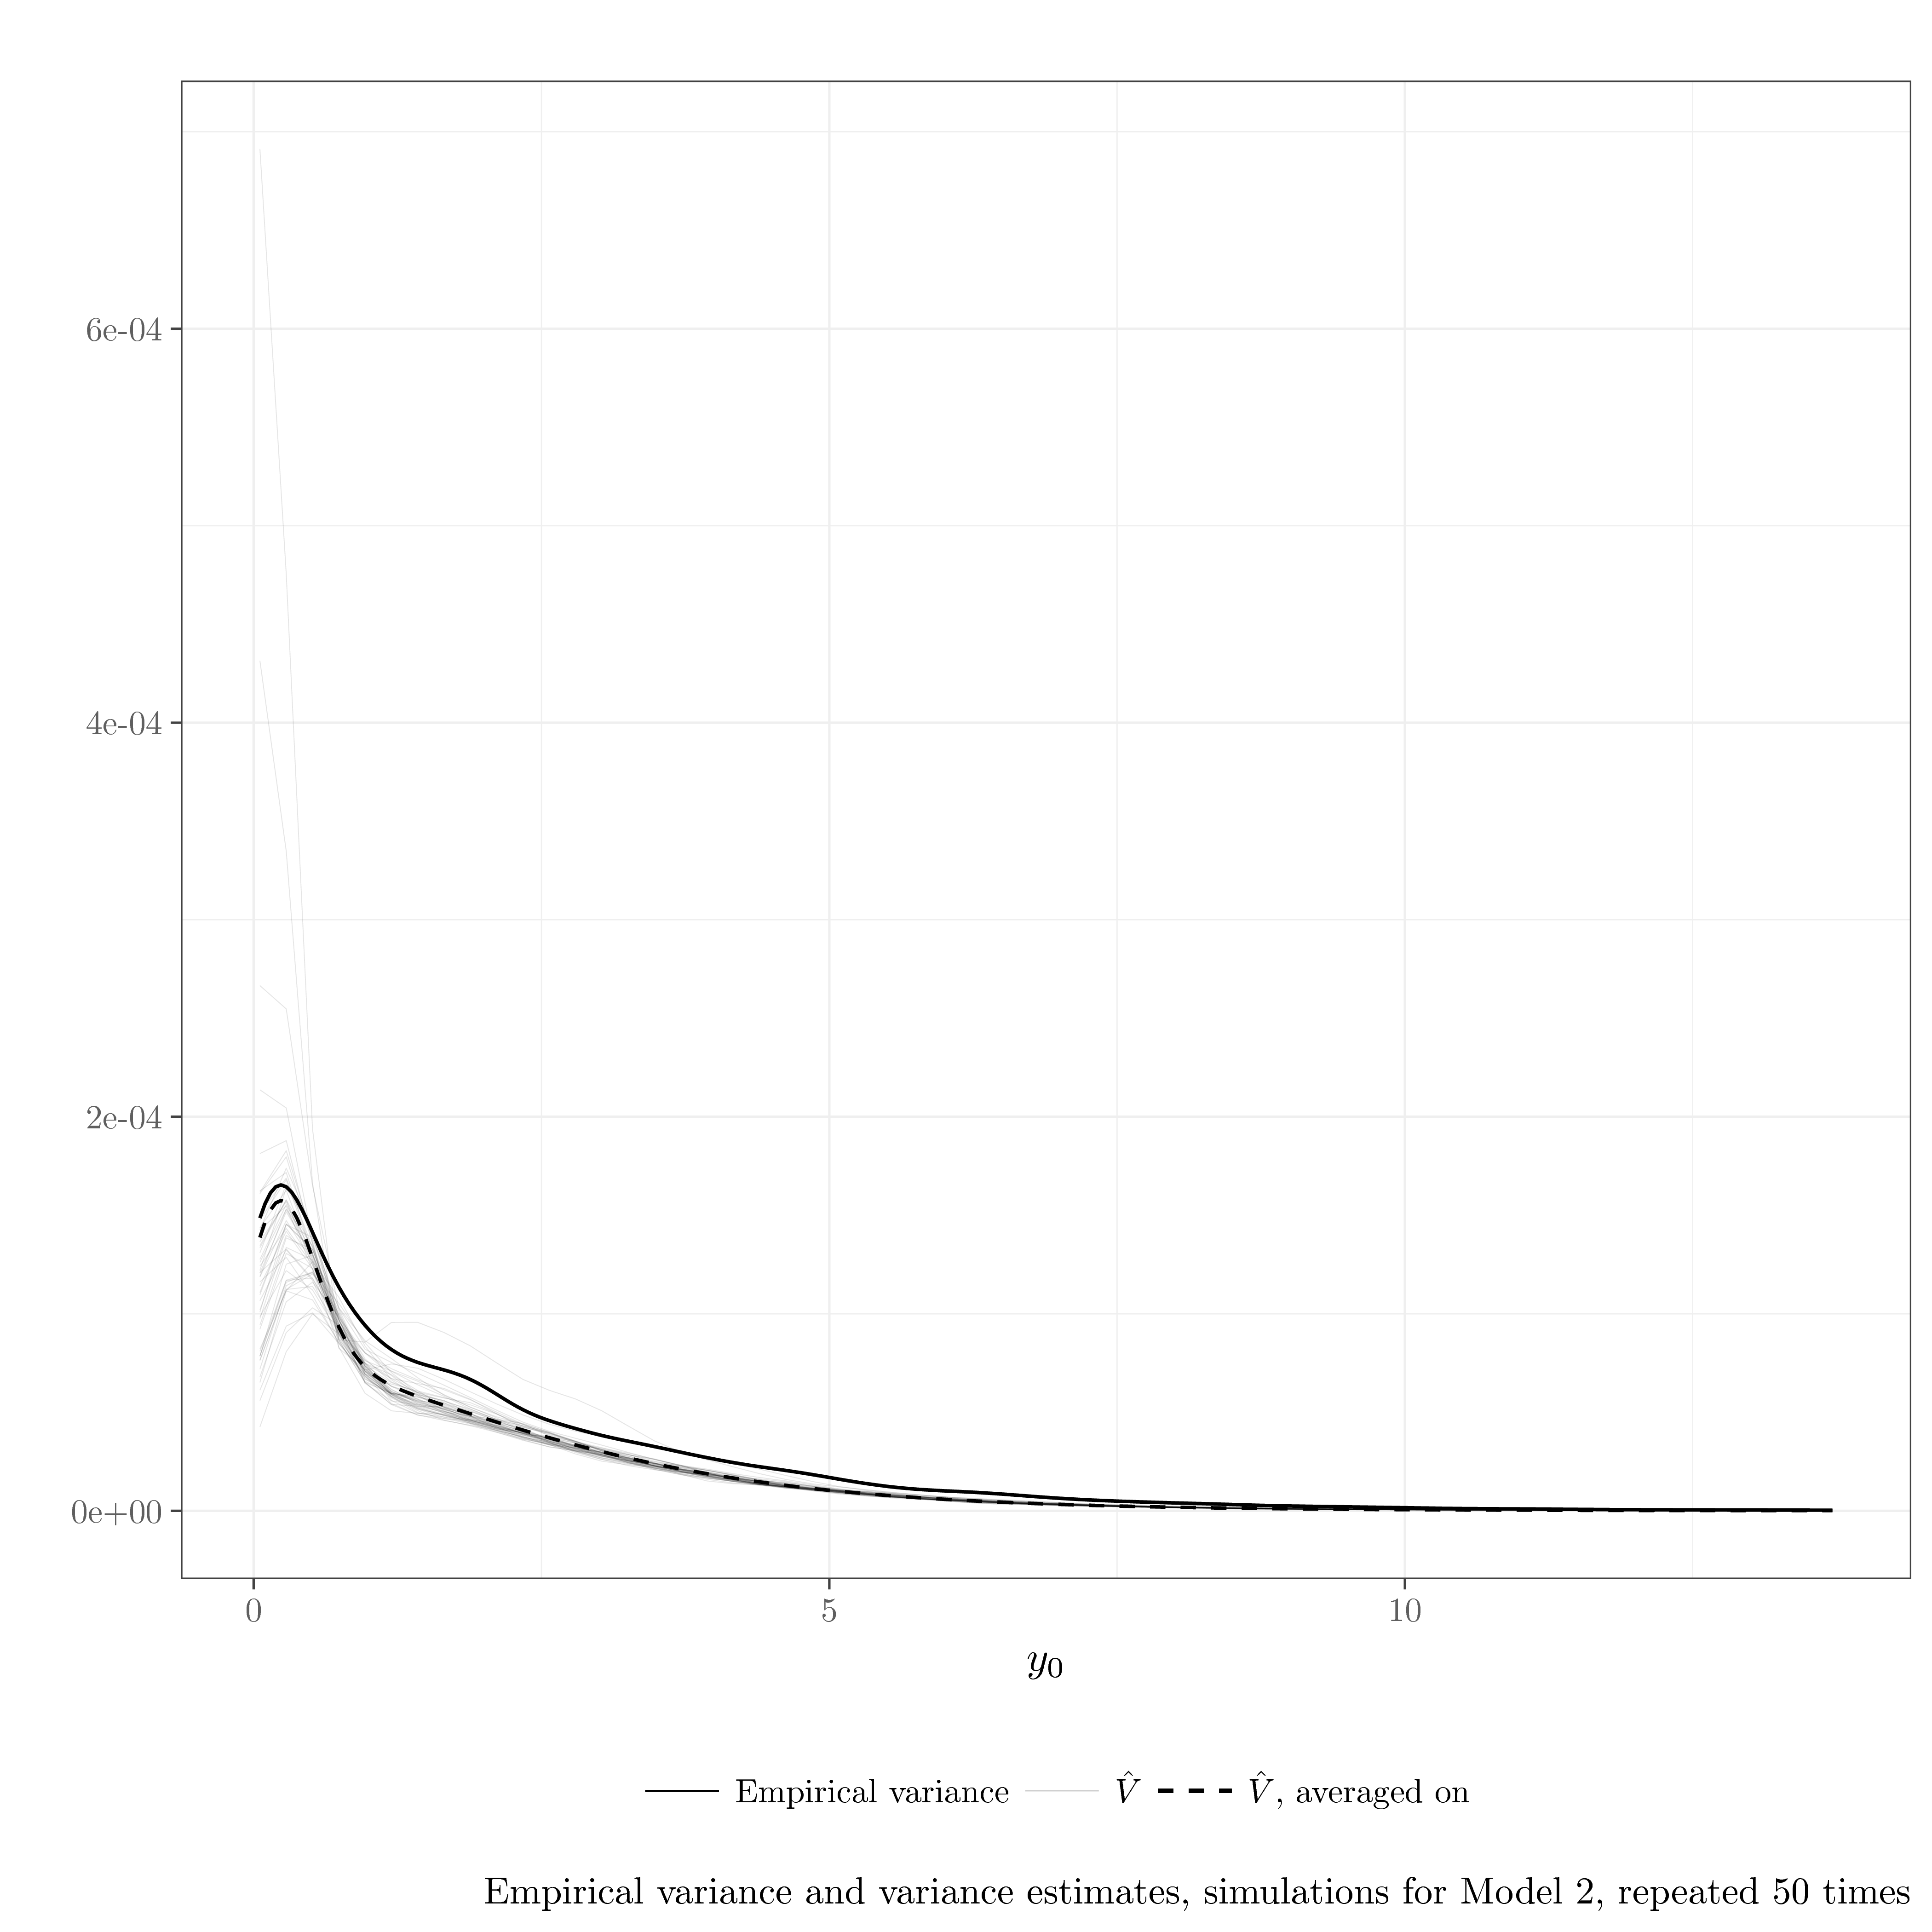 6e-04
4e-04
2e-04
0e+00
0 5 10
y₀
Empirical variance V̂ V̂, averaged on
Empirical variance and variance estimates, simulations for Model 2, repeated 50 times